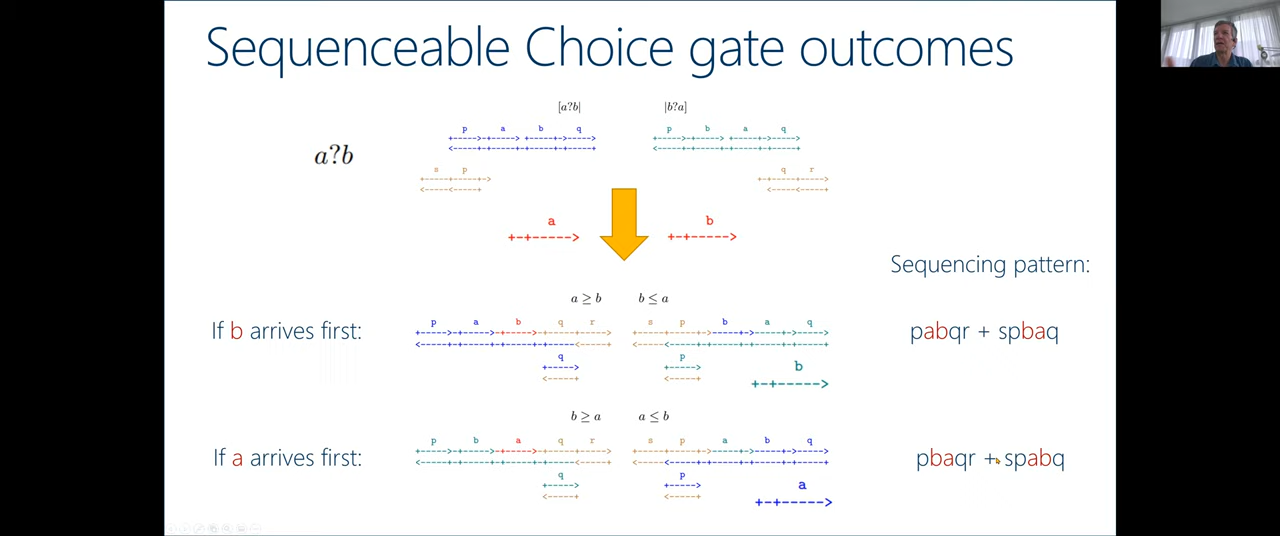 Sequenceable Choice gate outcomes
[a?b| |b?a]
p a b q p b a q
a?b
s p q r
a b
Sequencing pattern:
a ≥ b b ≤ a
If b arrives first: p a b q r s p b a q pabqr + spbaq
q p b
b ≥ a a ≤ b
If a arrives first: p b a q r s p a b q pbaqr + spabq
q p a